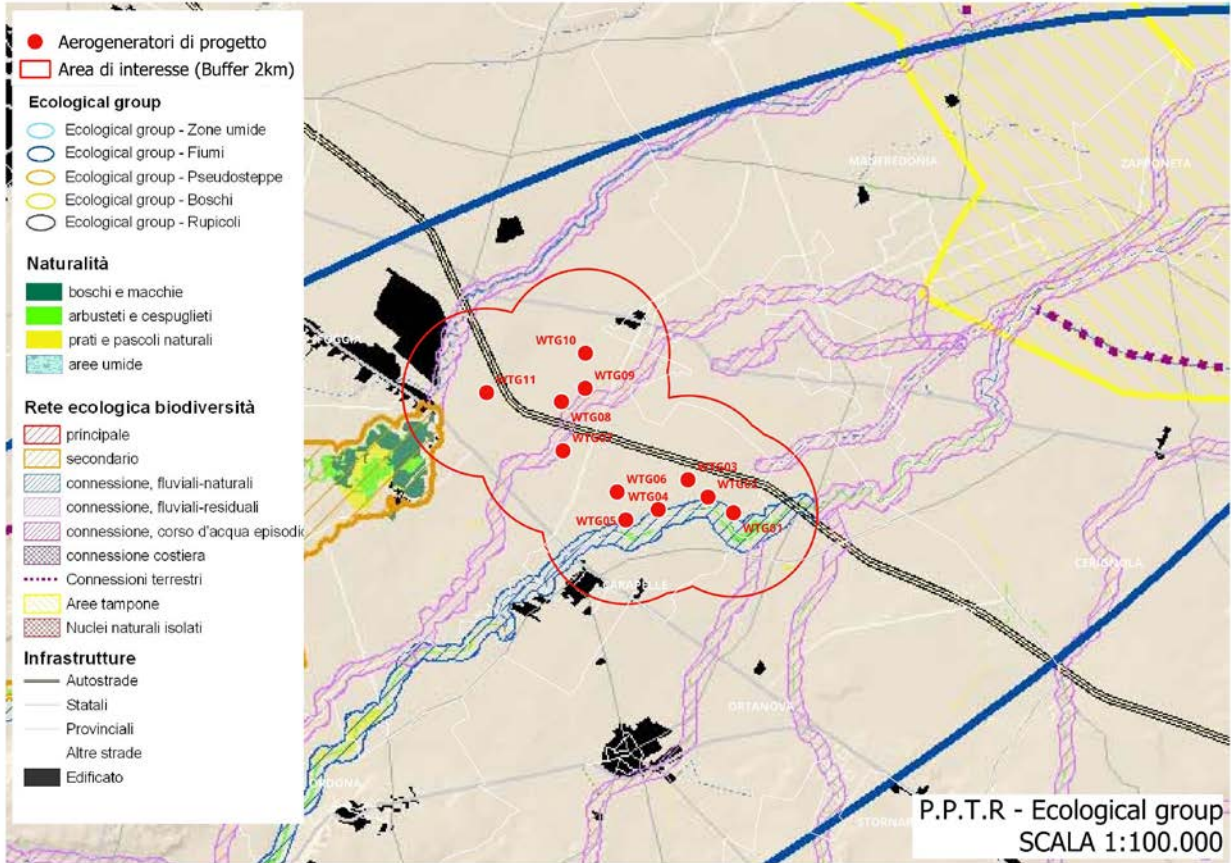 Aerogeneratori di progetto
Area di interesse (Buffer 2km)
Ecological group
Ecological group - Zone umide
Ecological group - Fiumi
Ecological group - Pseudosteppe
Ecological group - Boschi
Ecological group - Rupicoli
Naturalità
boschi e macchie
arbusteti e cespuglieti
prati e pascoli naturali
aree umide
Rete ecologica biodiversità
principale
secondario
connessione, fluviali-naturali
connessione, fluviali-residuali
connessione, corso d'acqua episodic
connessione costiera
Connessioni terrestri
Aree tampone
Nuclei naturali isolati
Infrastrutture
Autostrade
Statali
Provinciali
Altre strade
Edificato
MANFREDONIA
ZAPPONETA
WTG10
WTG09
WTG11
WTG08
WTG07
WTG06
WTG03
WTG04
WTG02
WTG05
WTG01
CARAPELLE
CERIGNOLA
ORTANOVA
P.P.T.R - Ecological group
SCALA 1:100.000